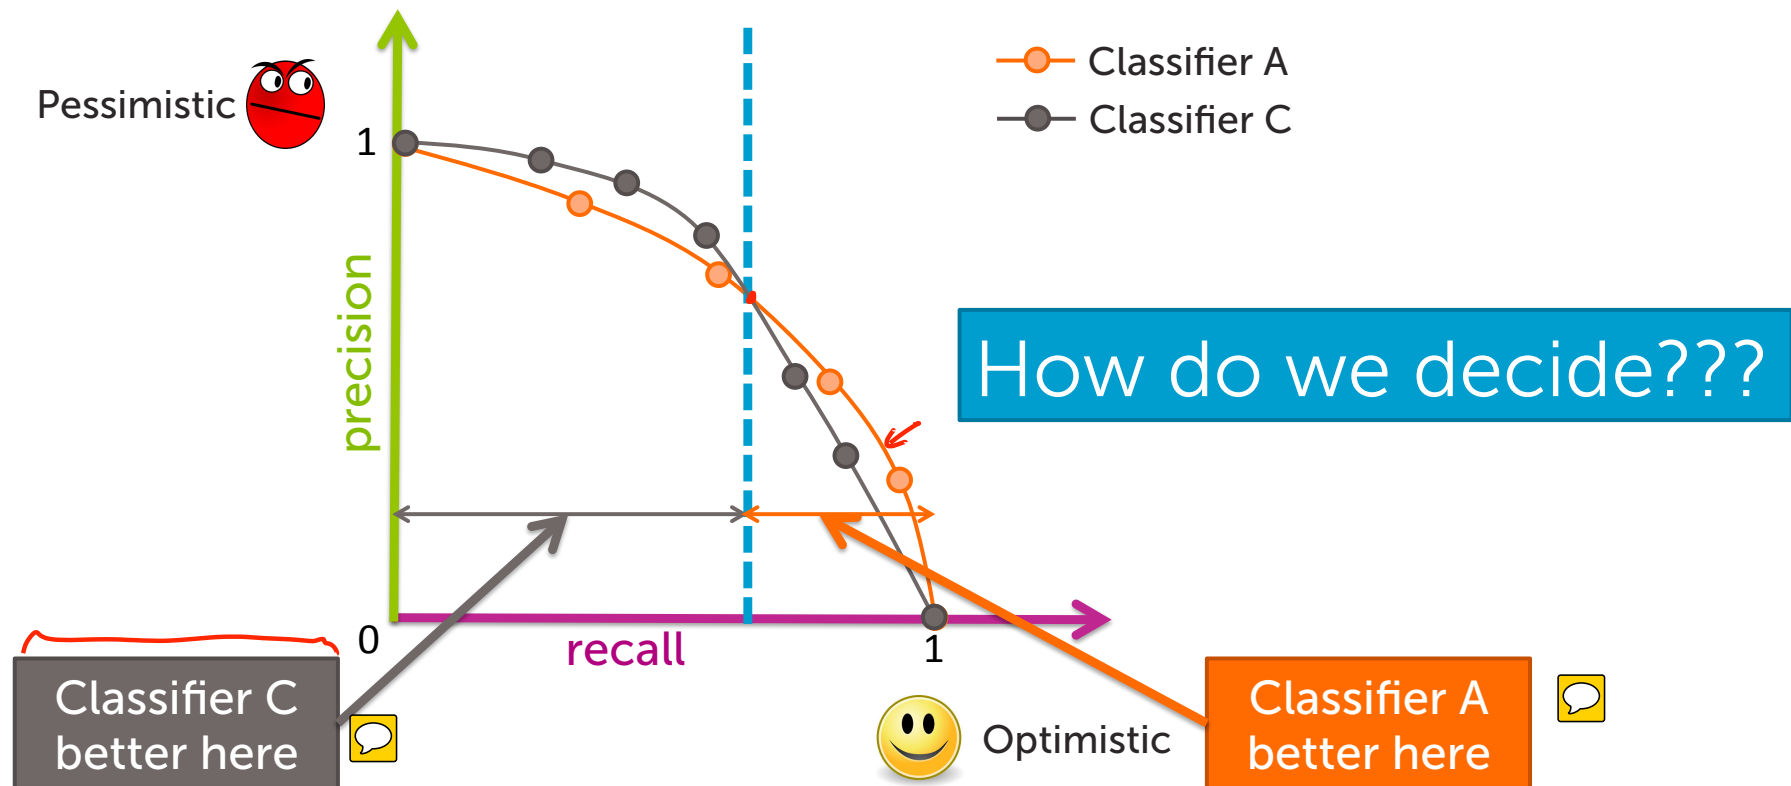 Classifier A
Classifier C
Pessimistic
1
precision
How do we decide???
0
recall
1
Classifier C
better here
Optimistic
Classifier A
better here